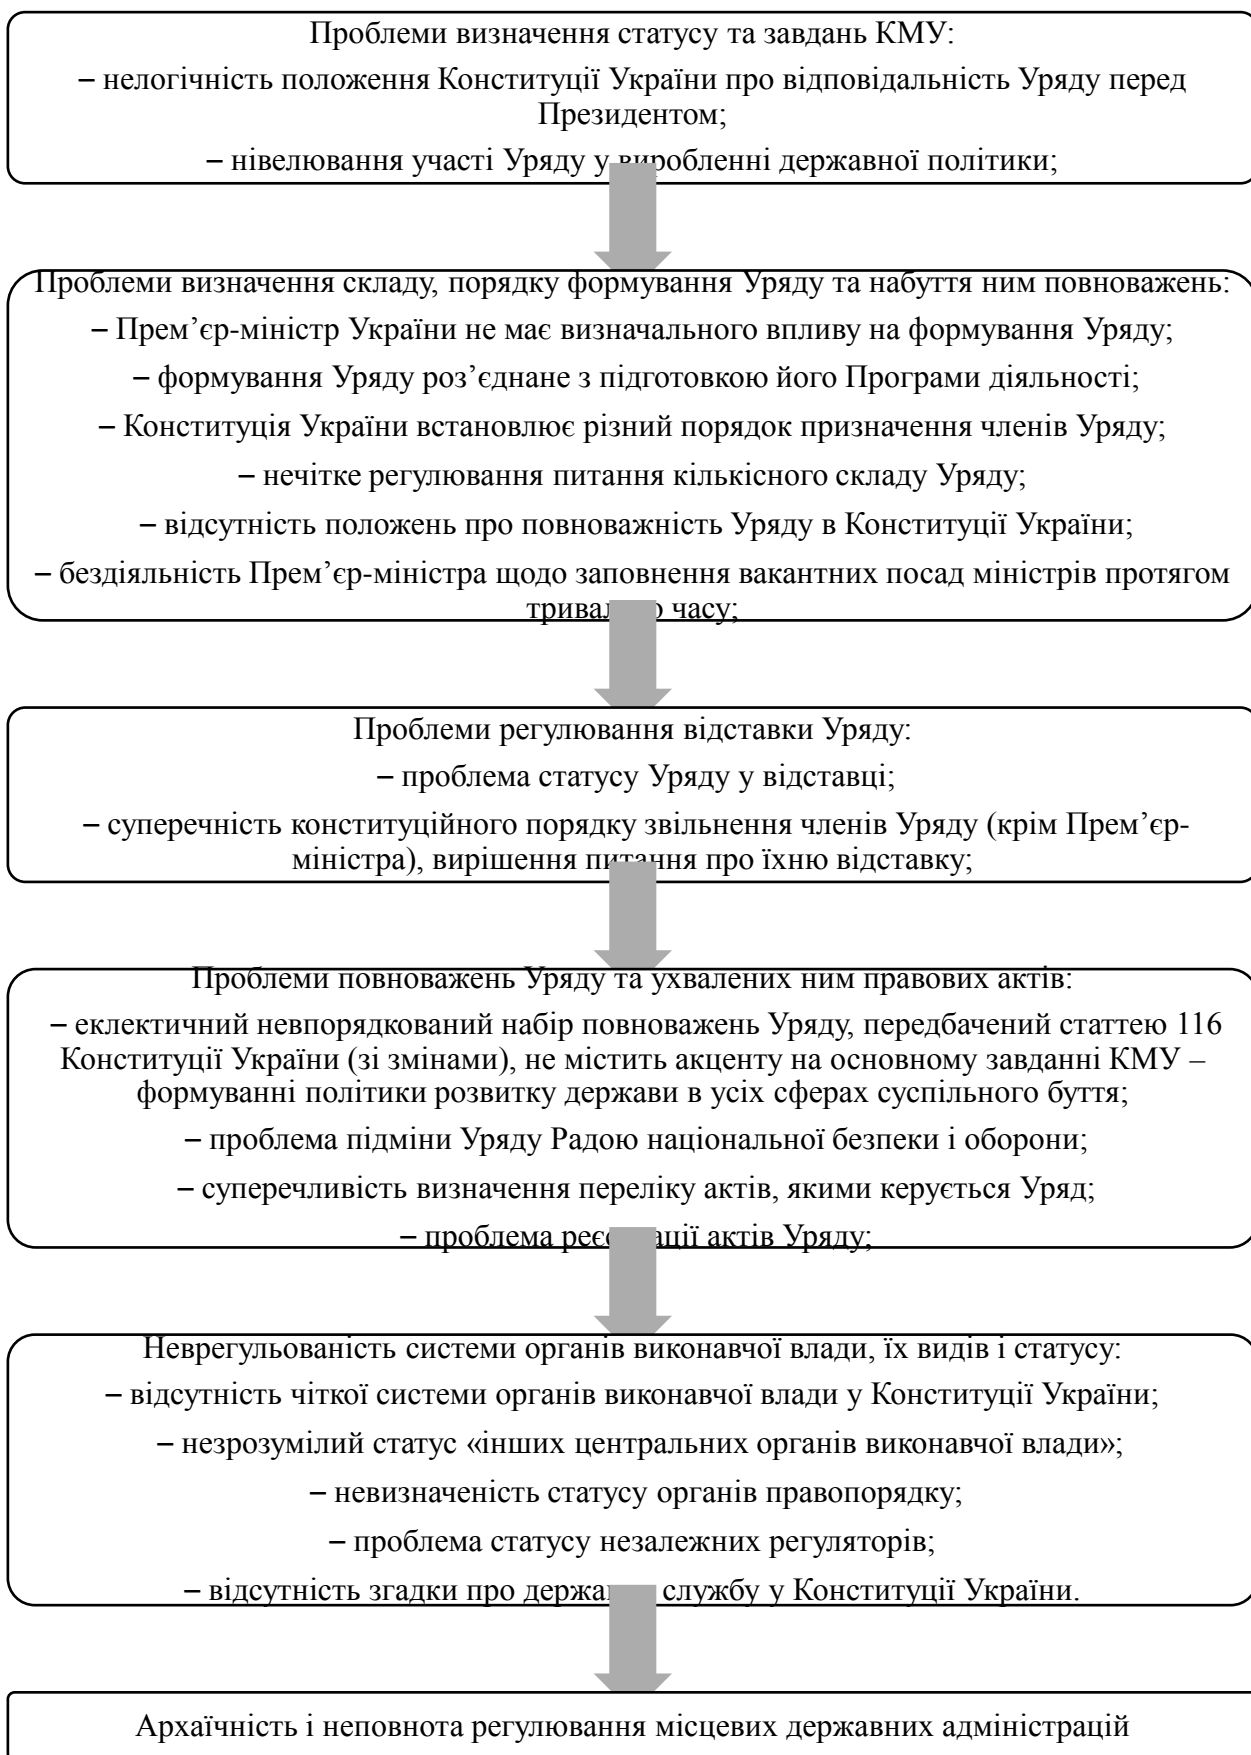 Проблеми визначення статусу та завдань КМУ:
– нелогічність положення Конституції України про відповідальність Уряду перед
Президентом;
– нівелювання участі Уряду у виробленні державної політики;
Проблеми визначення складу, порядку формування Уряду та набуття ним повноважень:
– Прем’єр-міністр України не має визначального впливу на формування Уряду;
– формування Уряду роз’єднане з підготовкою його Програми діяльності;
– Конституція України встановлює різний порядок призначення членів Уряду;
– нечітке регулювання питання кількісного складу Уряду;
– відсутність положень про повноважність Уряду в Конституції України;
– бездіяльність Прем’єр-міністра щодо заповнення вакантних посад міністрів протягом
тривалого часу;
Проблеми регулювання відставки Уряду:
– проблема статусу Уряду у відставці;
– суперечність конституційного порядку звільнення членів Уряду (крім Прем’єр-
міністра), вирішення питання про їхню відставку;
Проблеми повноважень Уряду та ухвалених ним правових актів:
– еклектичний невпорядкований набір повноважень Уряду, передбачений статтею 116
Конституції України (зі змінами), не містить акценту на основному завданні КМУ –
формуванні політики розвитку держави в усіх сферах суспільного буття;
– проблема підміни Уряду Радою національної безпеки і оборони;
– суперечливість визначення переліку актів, якими керується Уряд;
– проблема реєстрації актів Уряду;
Неврегульованість системи органів виконавчої влади, їх видів і статусу:
– відсутність чіткої системи органів виконавчої влади у Конституції України;
– незрозумілий статус «інших центральних органів виконавчої влади»;
– невизначеність статусу органів правопорядку;
– проблема статусу незалежних регуляторів;
– відсутність згадки про державну службу у Конституції України.
Архаїчність і неповнота регулювання місцевих державних адміністрацій